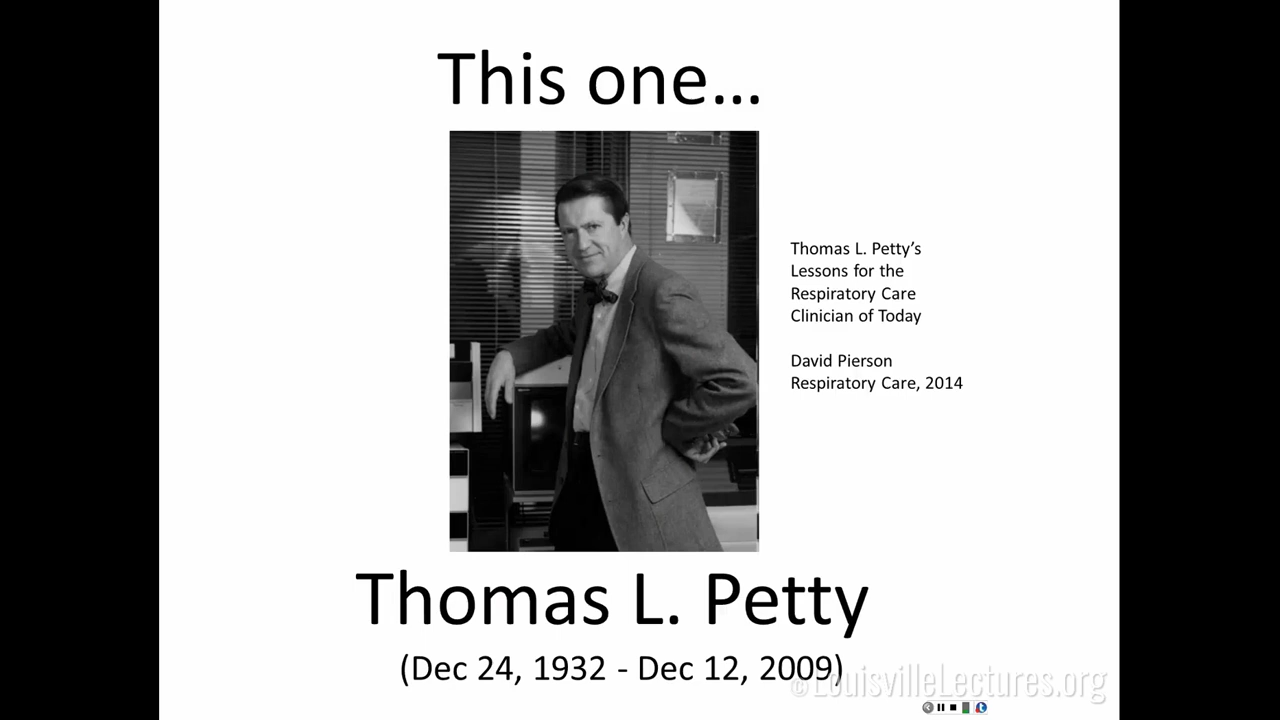 This one...
Thomas L. Petty's
Lessons for the
Respiratory Care
Clinician of Today
David Pierson
Respiratory Care, 2014
Thomas L. Petty
(Dec 24, 1932 - Dec 12, 2009)
©LouisvilleLectures.org